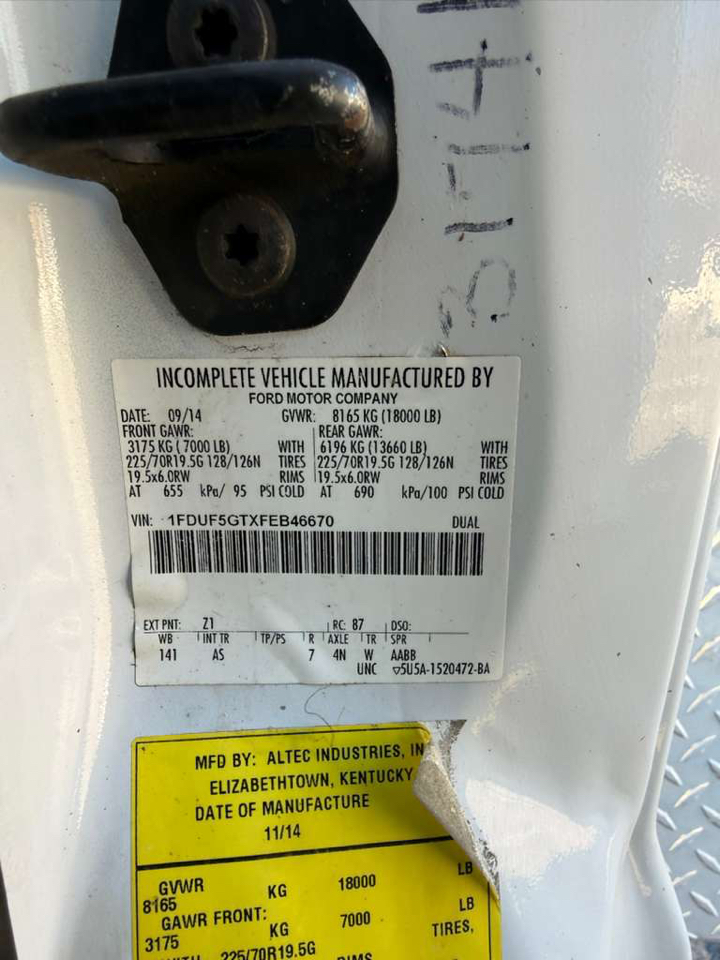 3174
INCOMPLETE VEHICLE MANUFACTURED BY
FORD MOTOR COMPANY
DATE: 09/14 GVWR: 8165 KG (18000 LB)
FRONT GAWR: REAR GAWR:
3175 KG ( 7000 LB) WITH 6196 KG (13660 LB) WITH
225/70R19.5G 128/126N TIRES 225/70R19.5G 128/126N TIRES
19.5x6.0RW RIMS 19.5x6.0RW RIMS
AT 655 kPa/ 95 PSI COLD AT 690 kPa/100 PSI COLD
VIN: 1FDUF5GTXFEB46670 DUAL
EXT PNT: Z1 RC: 87 DSO:
WB INT TR TP/PS R AXLE TR SPR
141 AS 7 4N W AABB
UNC ▽5U5A-1520472-BA
MFD BY: ALTEC INDUSTRIES, IN
ELIZABETHTOWN, KENTUCKY
DATE OF MANUFACTURE
11/14
GVWR KG 18000 LB
8165
GAWR FRONT: KG 7000 LB
3175 TIRES,
WITH 225/70R19.5G
RIMS